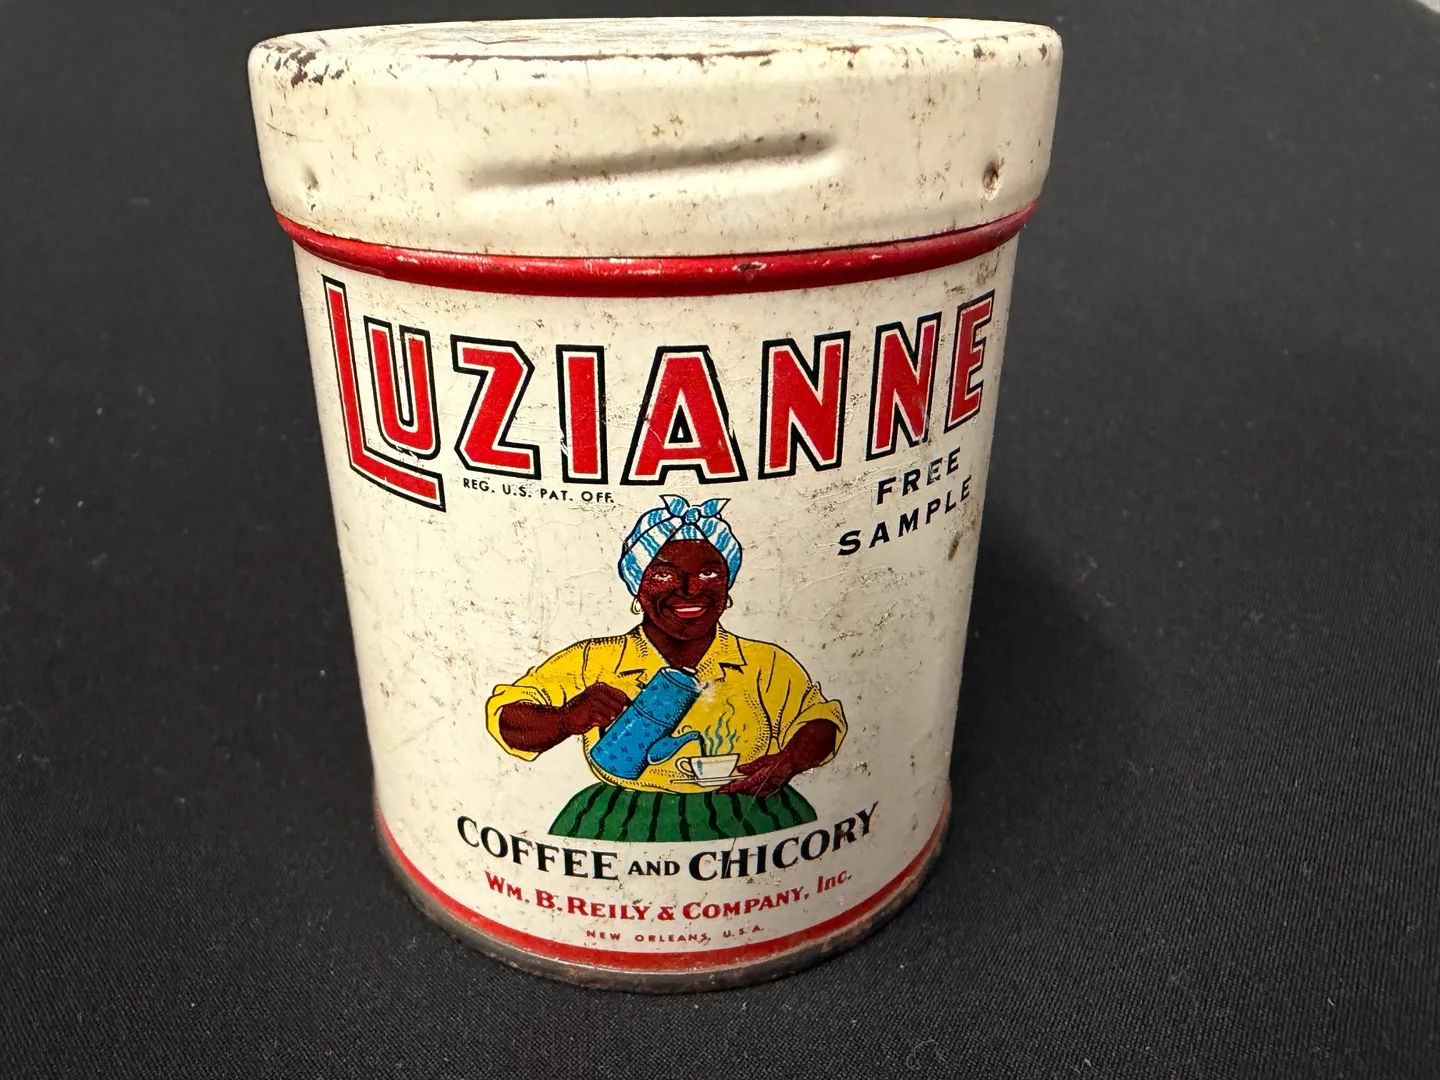 LUZIANNE
REG. U.S. PAT. OFF.
FREE
SAMPLE
COFFEE AND CHICORY
WM. B. REILY & COMPANY, Inc.
NEW ORLEANS, U.S.A.